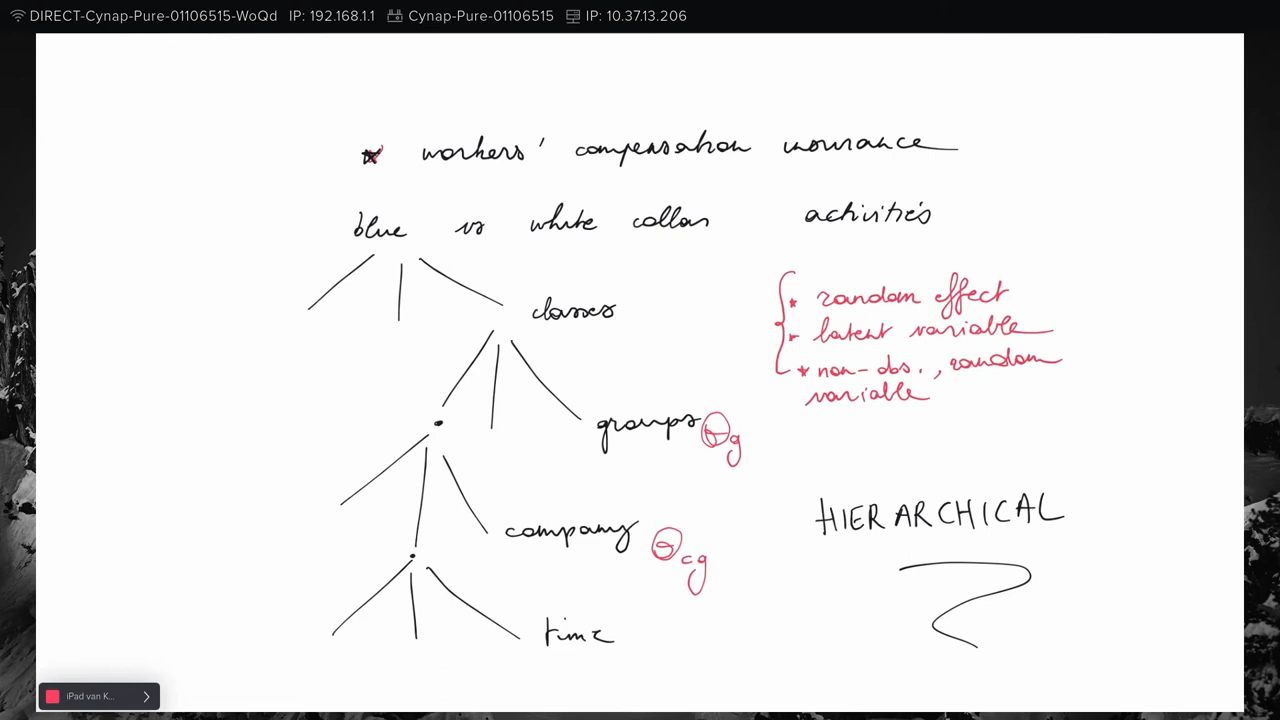 DIRECT-Cynap-Pure-01106515-WoQd IP: 192.168.1.1 Cynap-Pure-01106515 IP: 10.37.13.206
* workers' compensation insurance
blue vs white collar activities
classes
* random effect
* latent variable
* non-obs., random
variable
groups Θg
HIERARCHICAL
company Θcg
time
iPad van K...